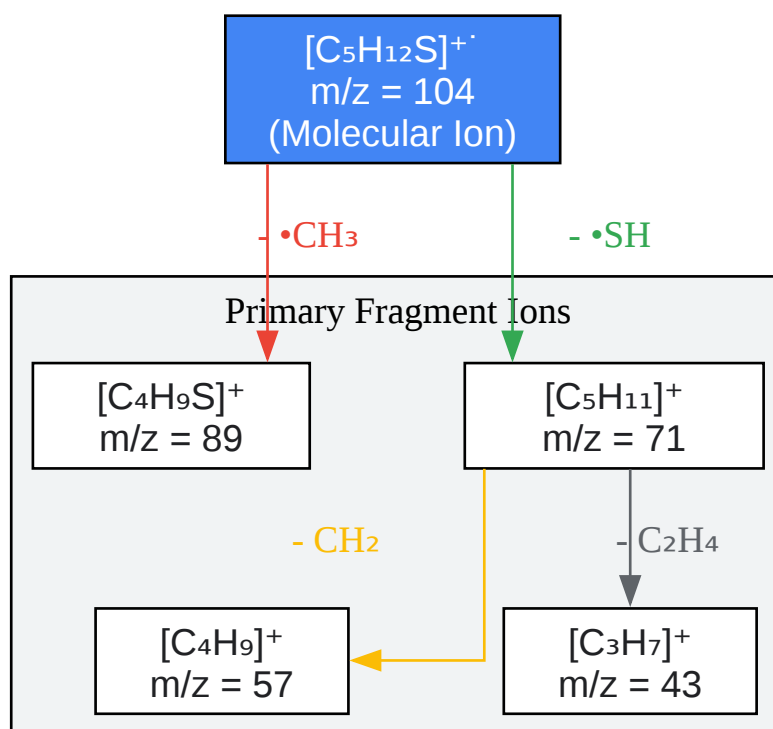 [C₅H₁₂S]⁺˙
m/z = 104
(Molecular Ion)
- •CH₃
- •SH
Primary Fragment Ions
[C₄H₉S]⁺
m/z = 89
[C₅H₁₁]⁺
m/z = 71
- CH₂
- C₂H₄
[C₄H₉]⁺
m/z = 57
[C₃H₇]⁺
m/z = 43